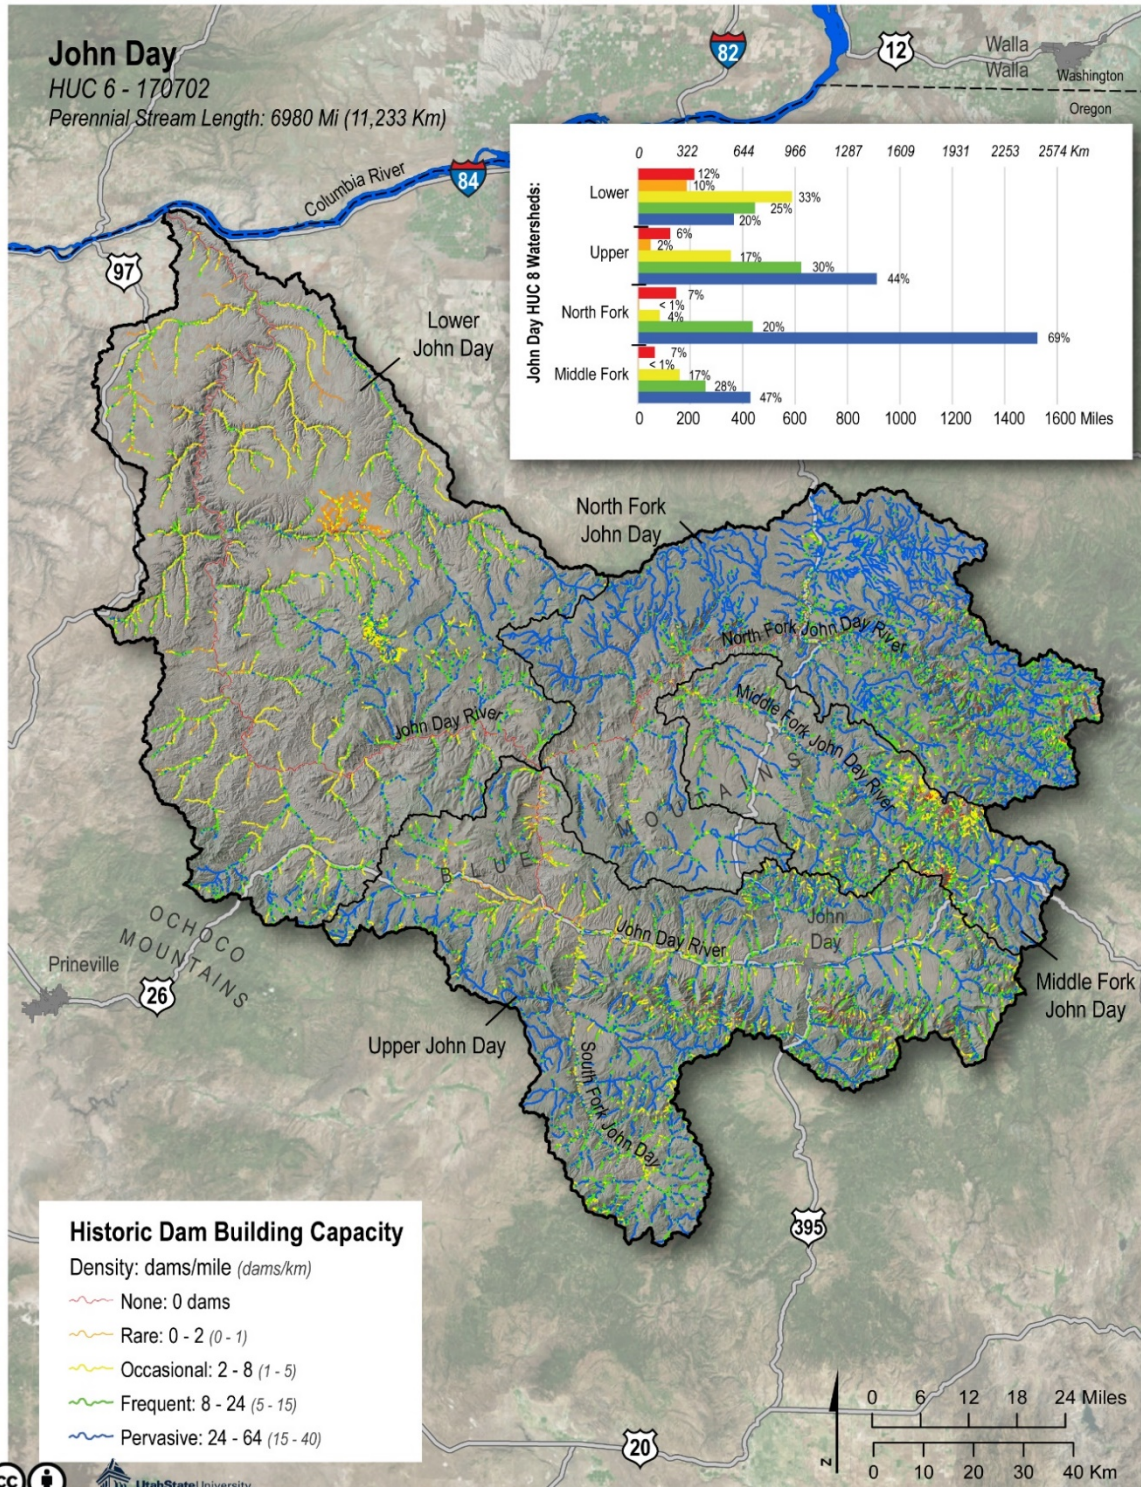 John Day
HUC 6 - 170702
Perennial Stream Length: 6980 Mi (11,233 Km)
82
12
Walla
Walla
Washington
Oregon
84
Columbia River
97
John Day HUC 8 Watersheds:
0 322 644 966 1287 1609 1931 2253 2574 Km
Lower
12%
10%
33%
25%
20%
Upper
6%
2%
17%
30%
44%
North Fork
7%
< 1%
4%
20%
69%
Middle Fork
7%
< 1%
17%
28%
47%
0 200 400 600 800 1000 1200 1400 1600 Miles
Lower
John Day
North Fork
John Day
North Fork John Day River
Middle Fork John Day River
John Day River
BLUE MOUTAINS
John
Day
John Day River
OCHOCO
MOUNTAINS
Prineville
26
Middle Fork
John Day
Upper John Day
South Fork John Day
395
20
Historic Dam Building Capacity
Density: dams/mile (dams/km)
None: 0 dams
Rare: 0 - 2 (0 - 1)
Occasional: 2 - 8 (1 - 5)
Frequent: 8 - 24 (5 - 15)
Pervasive: 24 - 64 (15 - 40)
N
0 6 12 18 24 Miles
0 10 20 30 40 Km
cc
UtahStateUniversity